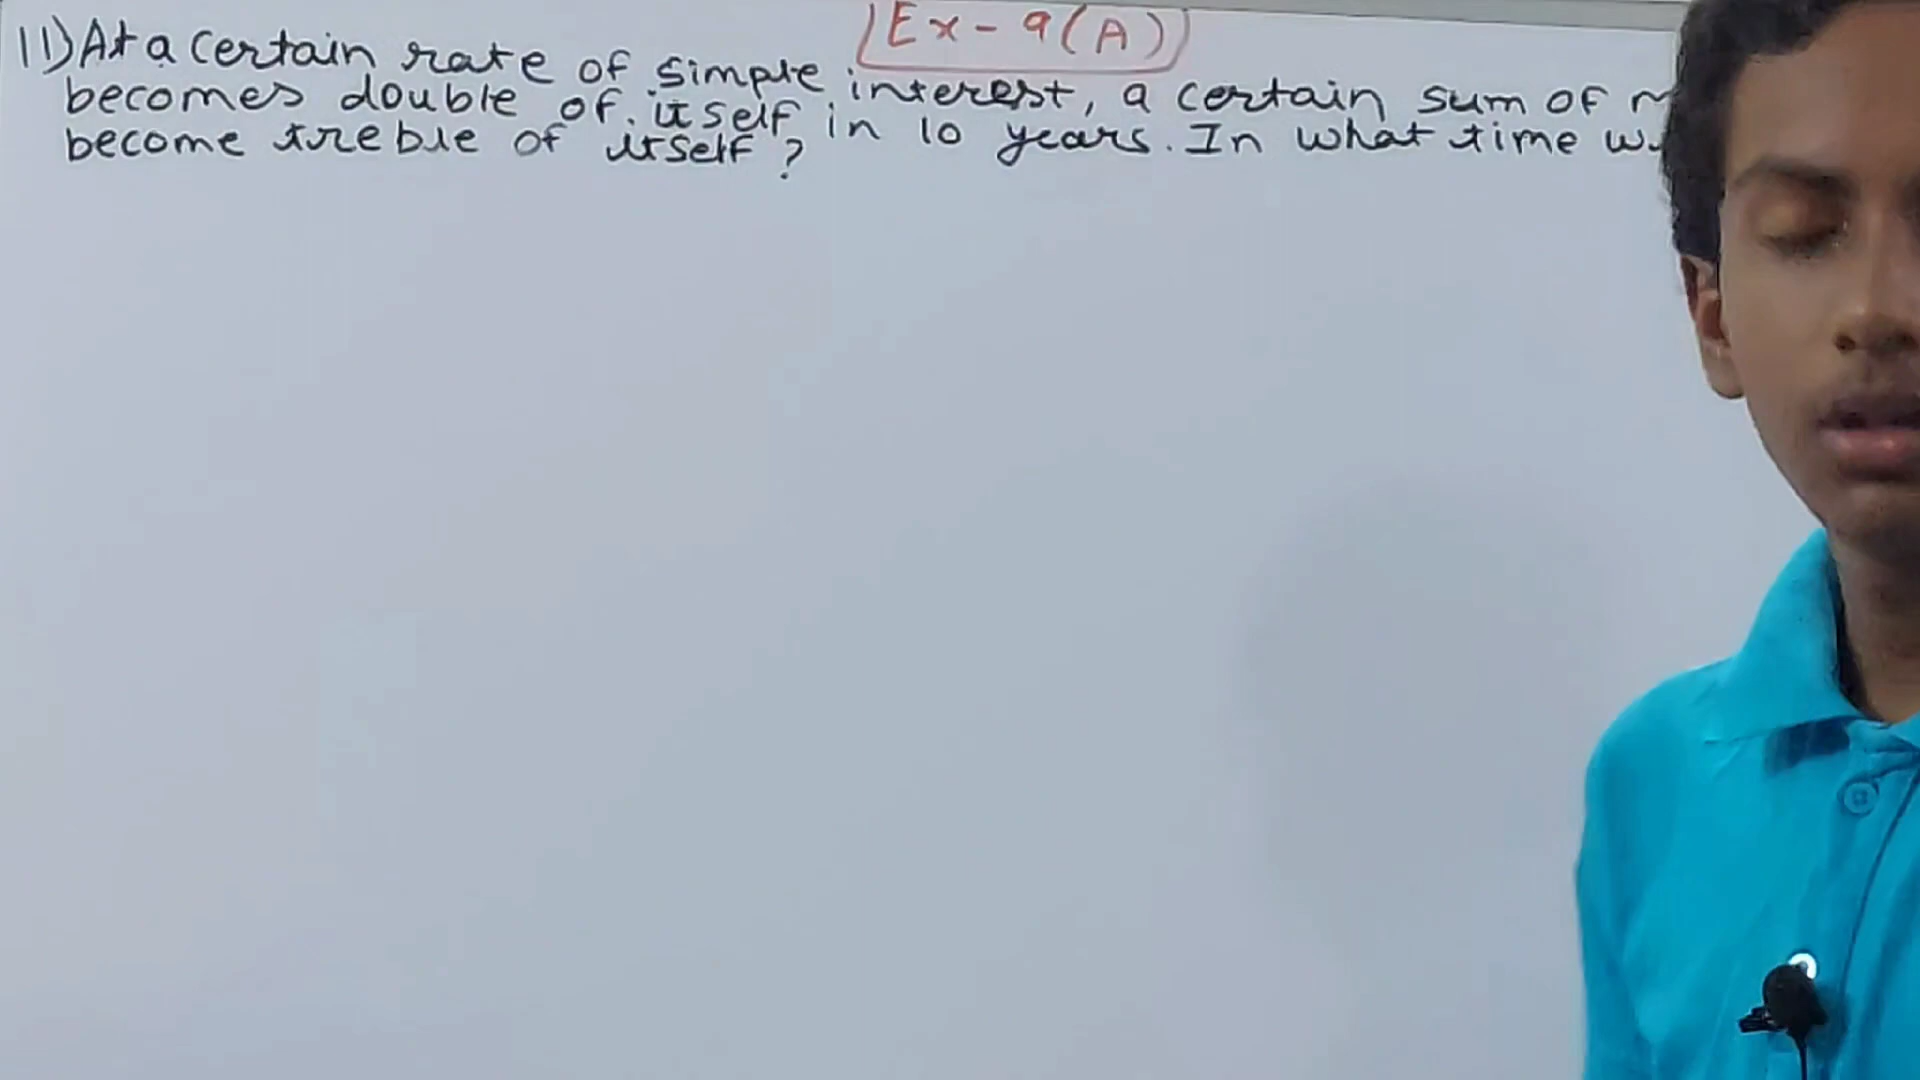 Ex-9(A)
11) At a certain rate of simple interest, a certain sum of
becomes double of itself in 10 years. In what time
become treble of itself?